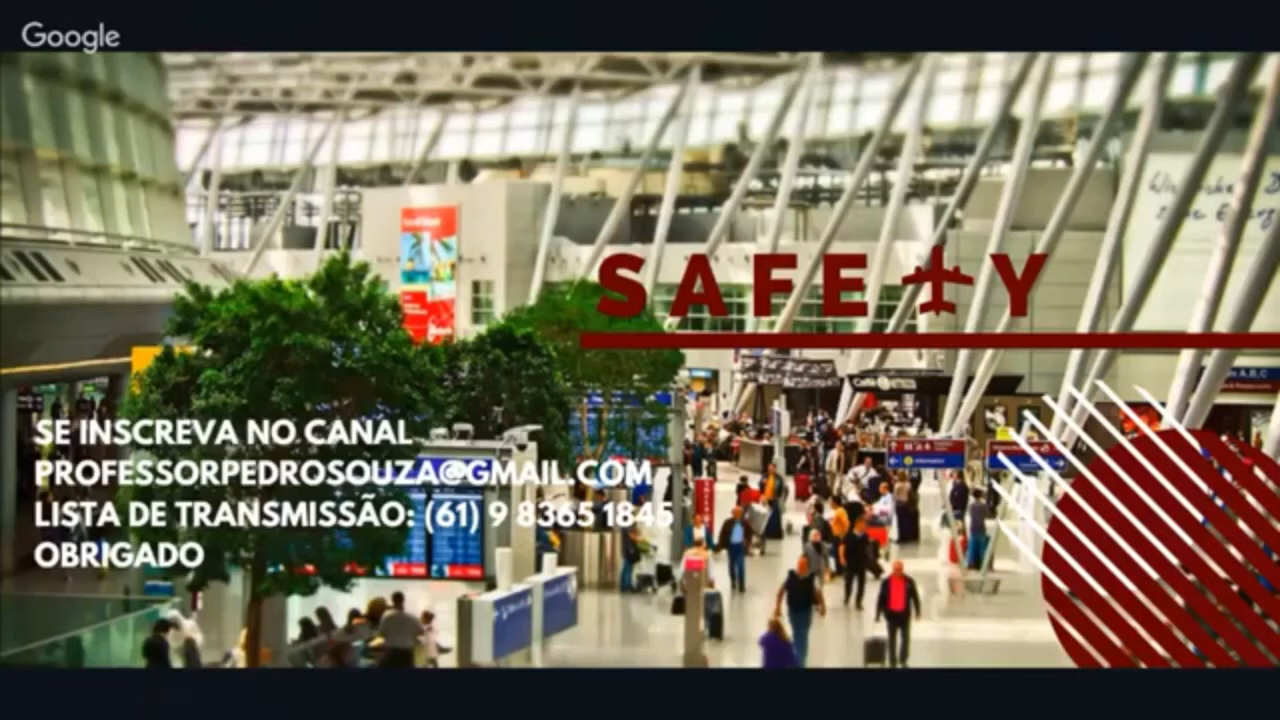 Google
SAFETY
SE INSCREVA NO CANAL
PROFESSORPEDROSOUZA@GMAIL.COM
LISTA DE TRANSMISSÃO: (61) 9 8365 1845
OBRIGADO